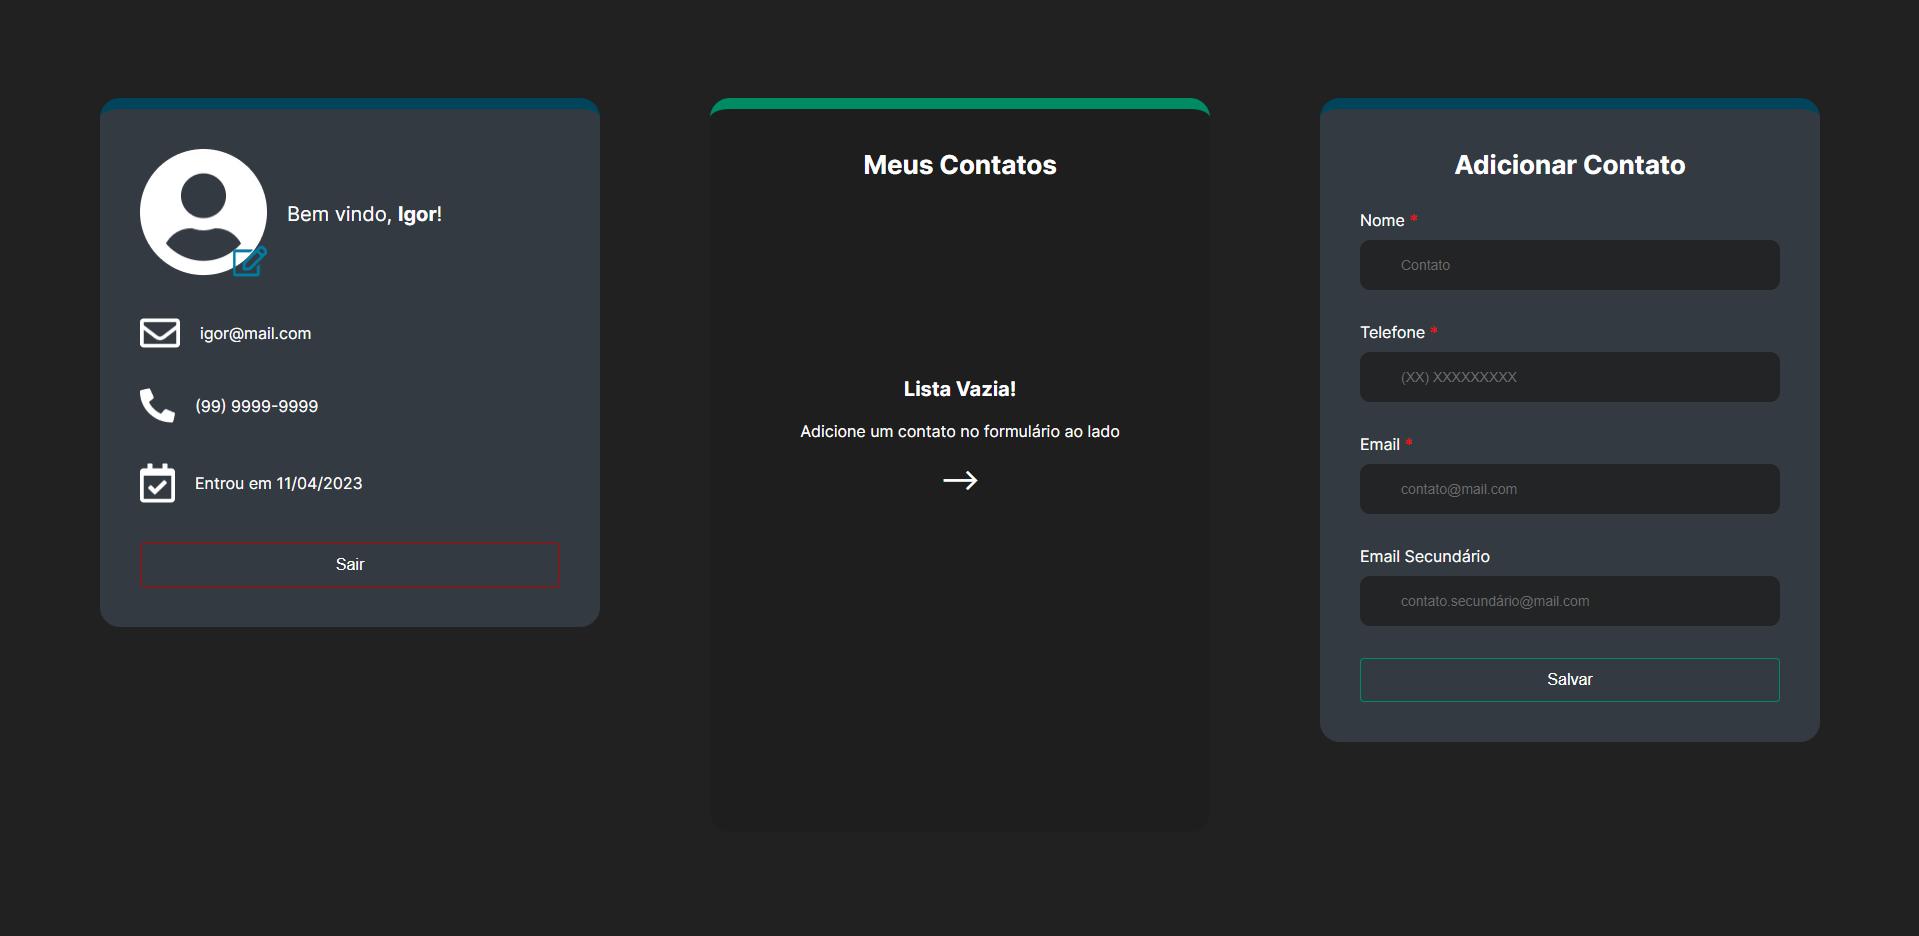 Bem vindo, Igor!
igor@mail.com
(99) 9999-9999
Entrou em 11/04/2023
Sair
Meus Contatos
Lista Vazia!
Adicione um contato no formulário ao lado
Adicionar Contato
Nome *
Contato
Telefone *
(XX) XXXXXXXXX
Email *
contato@mail.com
Email Secundário
contato.secundário@mail.com
Salvar